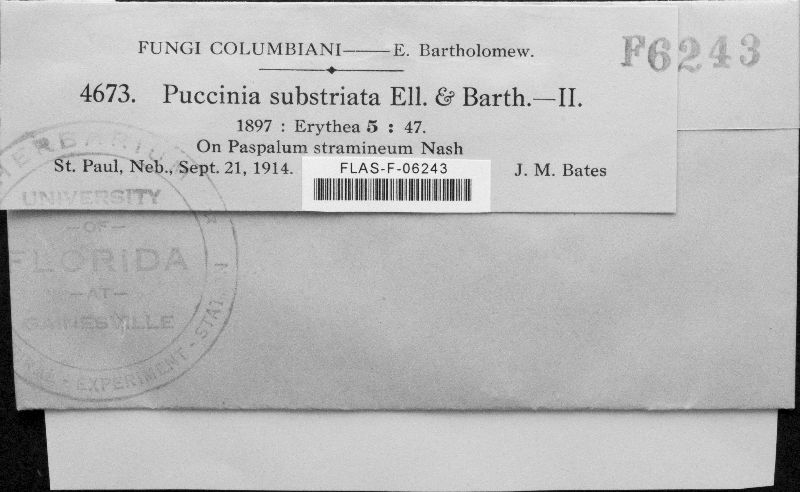 FUNGI COLUMBIANI——E. Bartholomew.
F6243
4673. Puccinia substriata Ell. & Barth.—II.
1897 : Erythea 5 : 47.
On Paspalum stramineum Nash
St. Paul, Neb., Sept. 21, 1914.
J. M. Bates
FLAS-F-06243
HERBARIUM
UNIVERSITY
—OF—
FLORIDA
—AT—
GAINESVILLE
EXPERIMENT - STATION